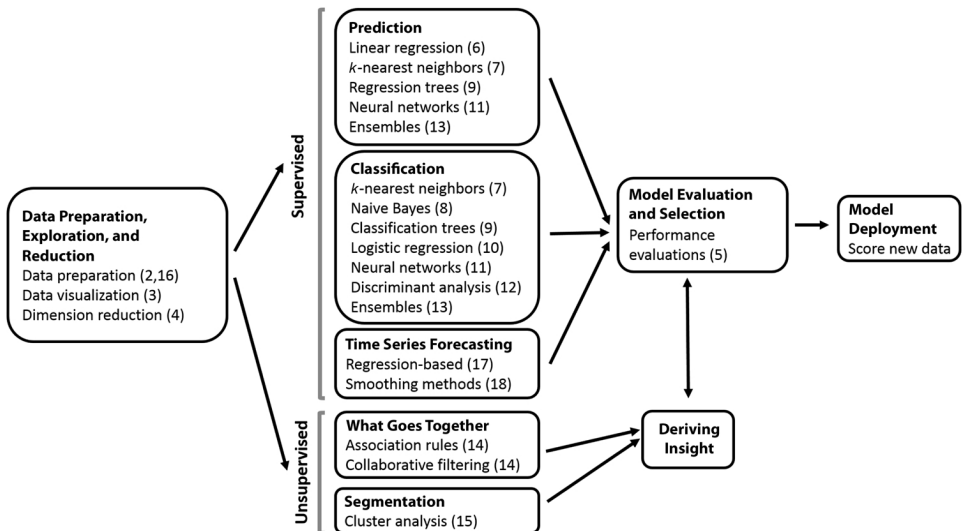 Data Preparation,
Exploration, and
Reduction
Data preparation (2,16)
Data visualization (3)
Dimension reduction (4)
Supervised
Prediction
Linear regression (6)
k-nearest neighbors (7)
Regression trees (9)
Neural networks (11)
Ensembles (13)
Classification
k-nearest neighbors (7)
Naive Bayes (8)
Classification trees (9)
Logistic regression (10)
Neural networks (11)
Discriminant analysis (12)
Ensembles (13)
Time Series Forecasting
Regression-based (17)
Smoothing methods (18)
Unsupervised
What Goes Together
Association rules (14)
Collaborative filtering (14)
Segmentation
Cluster analysis (15)
Model Evaluation
and Selection
Performance
evaluations (5)
Deriving
Insight
Model
Deployment
Score new data